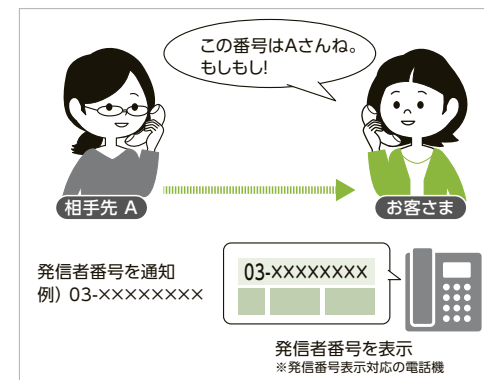 この番号はAさんね。
もしもし!
相手先 A
お客さま
発信者番号を通知
例）03-××××××××
03-××××××××
発信者番号を表示
※発信番号表示対応の電話機